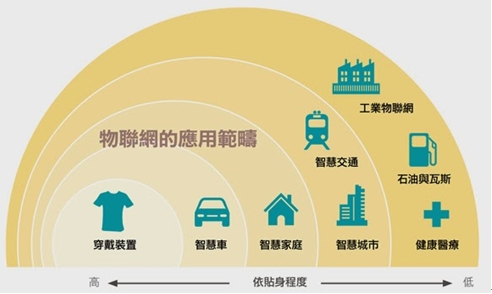 工業物聯網
物聯網的應用範疇
智慧交通
石油與瓦斯
穿戴裝置
智慧車
智慧家庭
智慧城市
健康醫療
高
依貼身程度
低